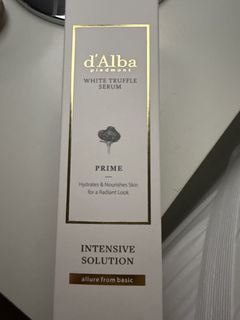 d'Alba
piedmont
WHITE TRUFFLE
SERUM
PRIME
Hydrates & Nourishes Skin
for a Radiant Look
INTENSIVE
SOLUTION
allure from basic